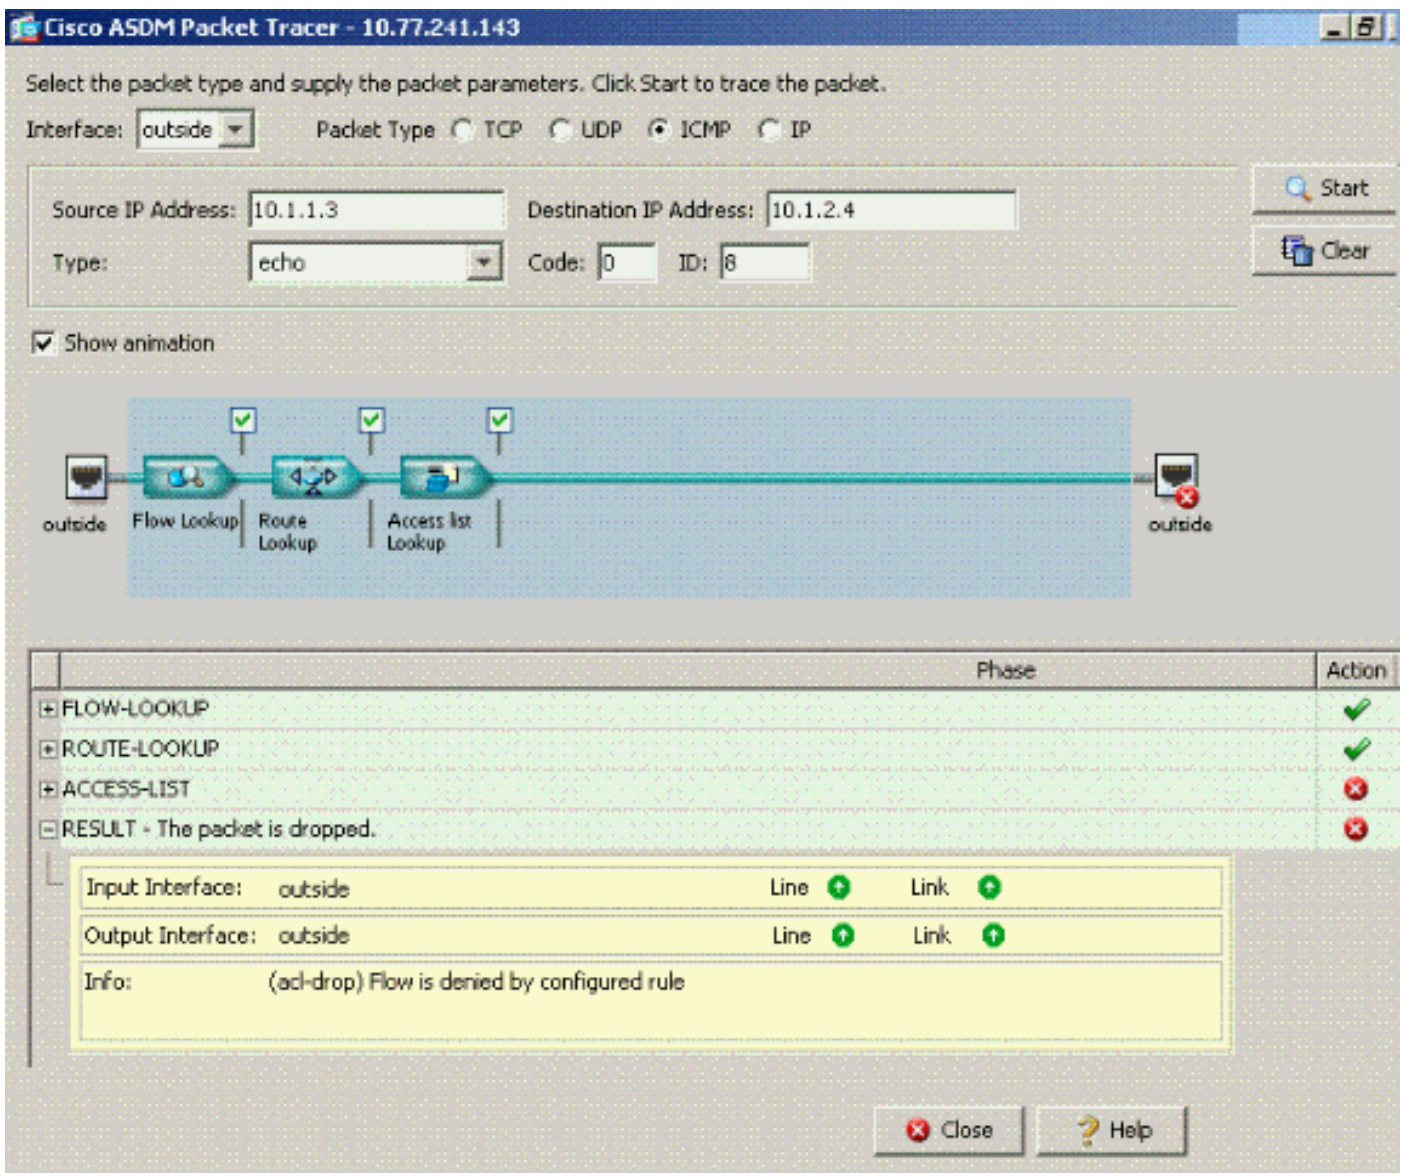 Cisco ASDM Packet Tracer - 10.77.241.143
Select the packet type and supply the packet parameters. Click Start to trace the packet.
Interface: outside Packet Type TCP UDP ICMP IP
Source IP Address: 10.1.1.3 Destination IP Address: 10.1.2.4 Start
Type: echo Code: 0 ID: 8 Clear
Show animation
outside Flow Lookup Route Lookup Access list Lookup outside
Phase Action
FLOW-LOOKUP
ROUTE-LOOKUP
ACCESS-LIST
RESULT - The packet is dropped.
Input Interface: outside Line Link
Output Interface: outside Line Link
Info: (acl-drop) Flow is denied by configured rule
Close Help